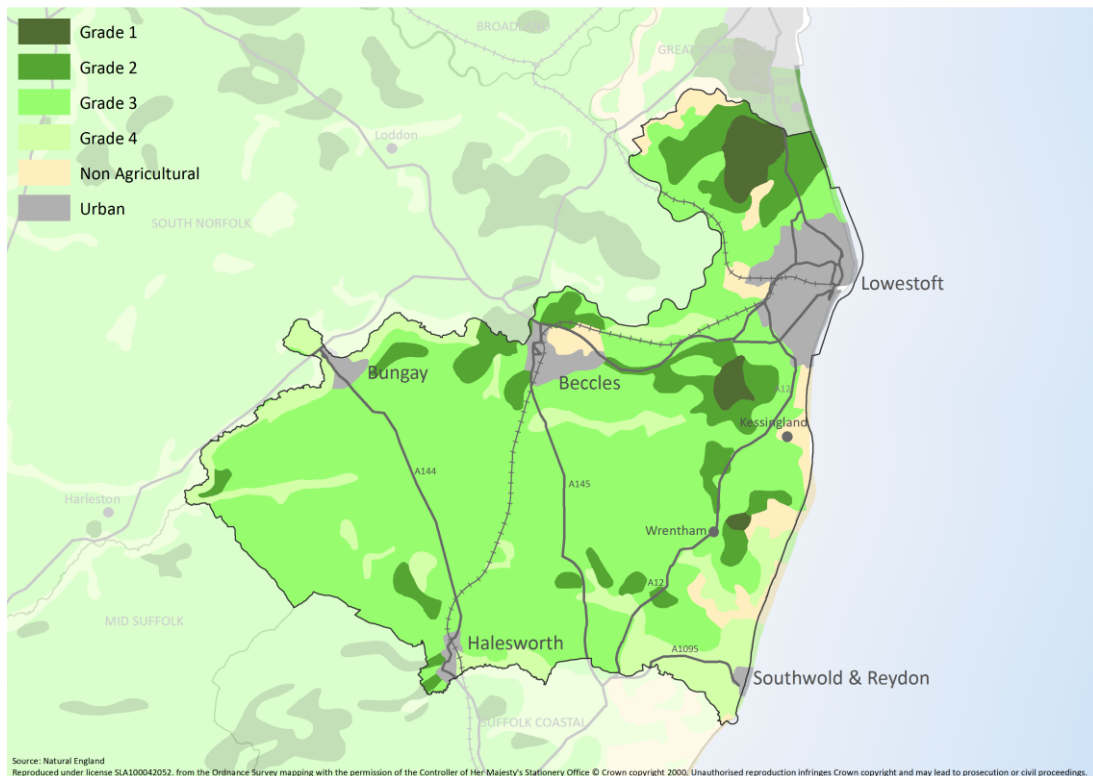 Grade 1
Grade 2
Grade 3
Grade 4
Non Agricultural
Urban
BROADLAND
Loddon
SOUTH NORFOLK
Lowestoft
Bungay
Beccles
A12
Kessingland
A144
A145
Harleston
Wrentham
A12
MID SUFFOLK
Halesworth
A1095
Southwold & Reydon
SUFFOLK COASTAL
Source: Natural England
Reproduced under license SLA100042052. from the Ordnance Survey mapping with the permission of the Controller of Her Majesty's Stationery Office © Crown copyright 2000. Unauthorised reproduction infringes Crown copyright and may lead to prosecution or civil proceedings.